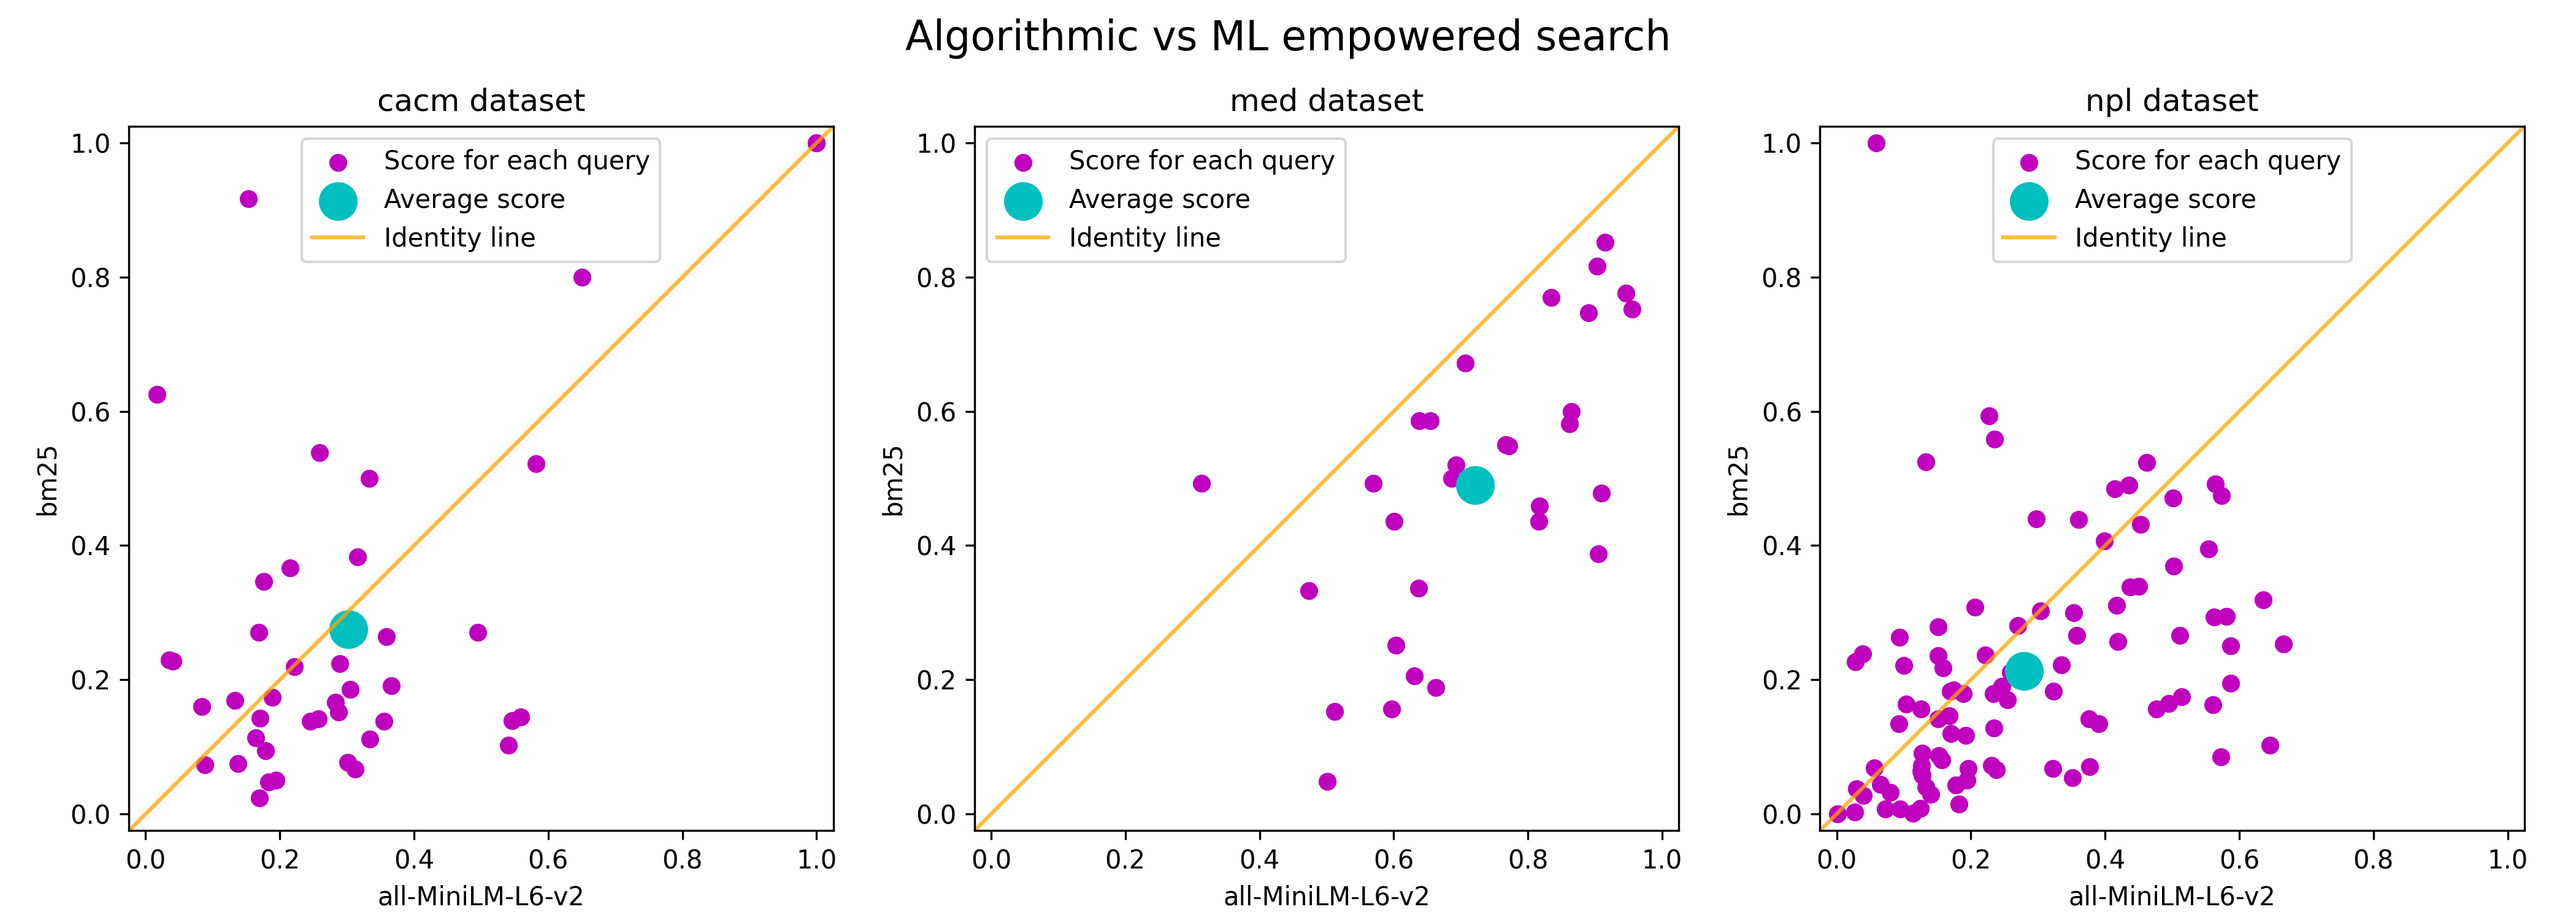 Algorithmic vs ML empowered search
cacm dataset
1.0
0.8
0.6
0.4
0.2
0.0
bm25
Score for each query
Average score
Identity line
0.0 0.2 0.4 0.6 0.8 1.0
all-MiniLM-L6-v2
med dataset
1.0
0.8
0.6
0.4
0.2
0.0
bm25
Score for each query
Average score
Identity line
0.0 0.2 0.4 0.6 0.8 1.0
all-MiniLM-L6-v2
npl dataset
1.0
0.8
0.6
0.4
0.2
0.0
bm25
Score for each query
Average score
Identity line
0.0 0.2 0.4 0.6 0.8 1.0
all-MiniLM-L6-v2